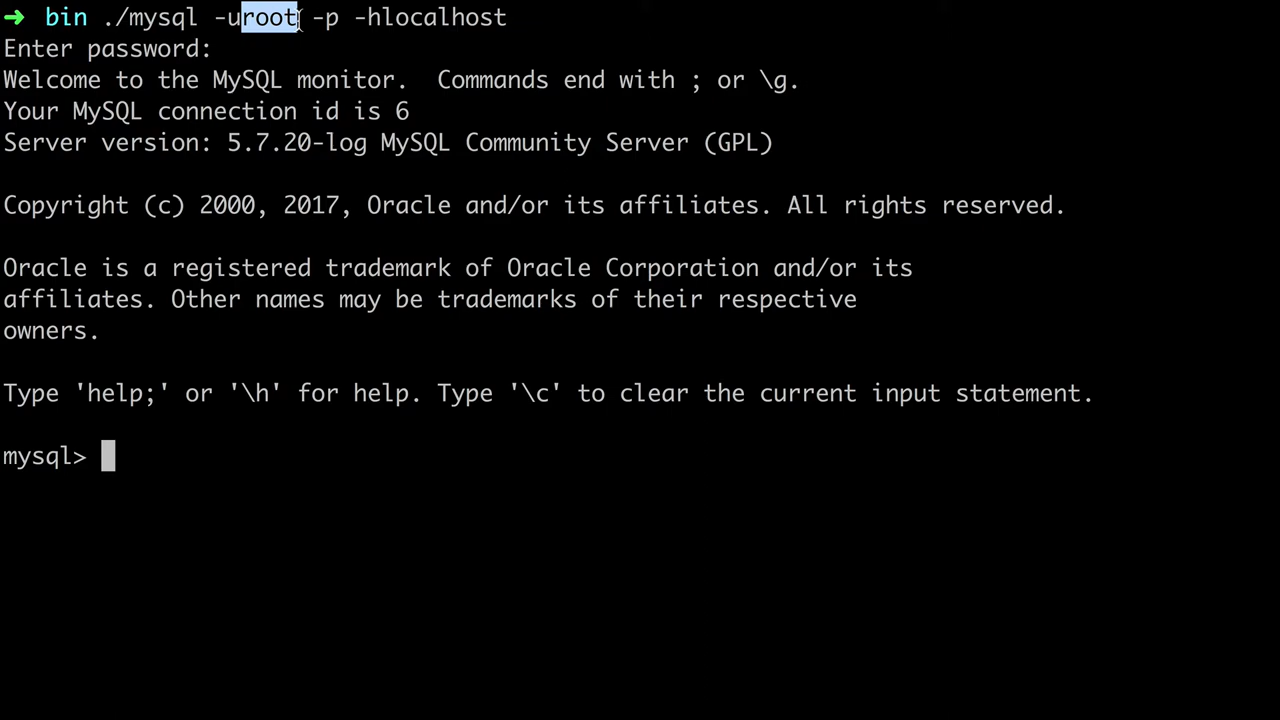 ➜ bin ./mysql -uroot -p -hlocalhost
Enter password:
Welcome to the MySQL monitor.  Commands end with ; or \g.
Your MySQL connection id is 6
Server version: 5.7.20-log MySQL Community Server (GPL)
Copyright (c) 2000, 2017, Oracle and/or its affiliates. All rights reserved.
Oracle is a registered trademark of Oracle Corporation and/or its
affiliates. Other names may be trademarks of their respective
owners.
Type 'help;' or '\h' for help. Type '\c' to clear the current input statement.
mysql>